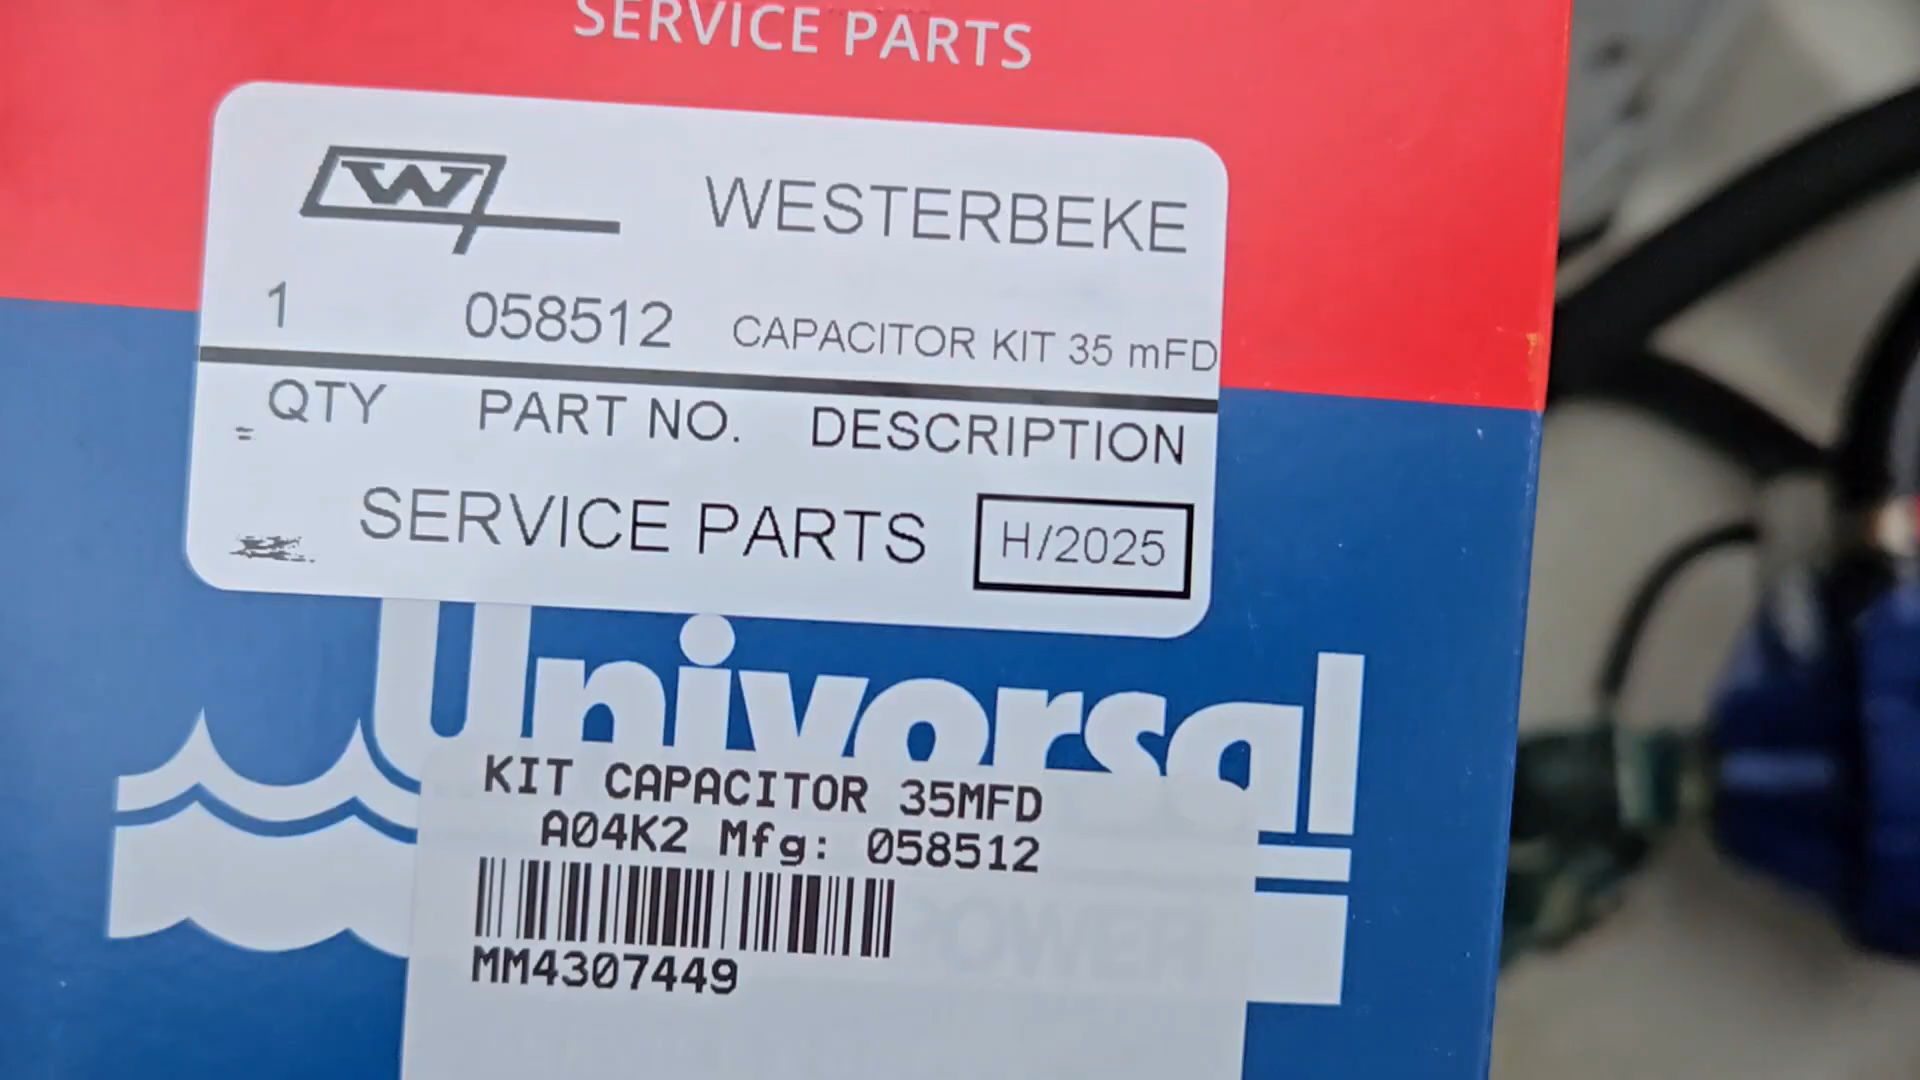 SERVICE PARTS
W WESTERBEKE
1 058512 CAPACITOR KIT 35 mFD
QTY PART NO. DESCRIPTION
SERVICE PARTS H/2025
Universal
KIT CAPACITOR 35MFD
A04K2 Mfg: 058512
POWER
MM4307449